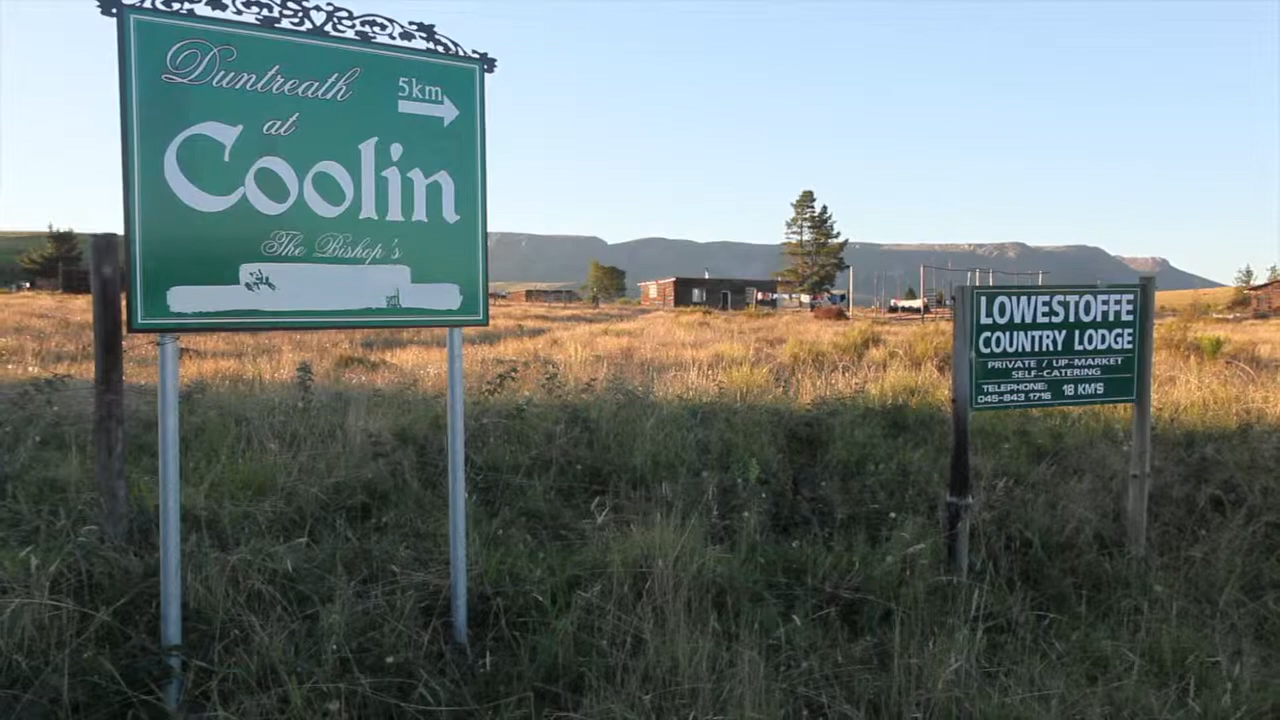 Duntreath
5km
at
Coolin
The Bishop's
LOWESTOFFE
COUNTRY LODGE
PRIVATE / UP-MARKET
SELF-CATERING
TELEPHONE:
045-843 1716
18 KM'S